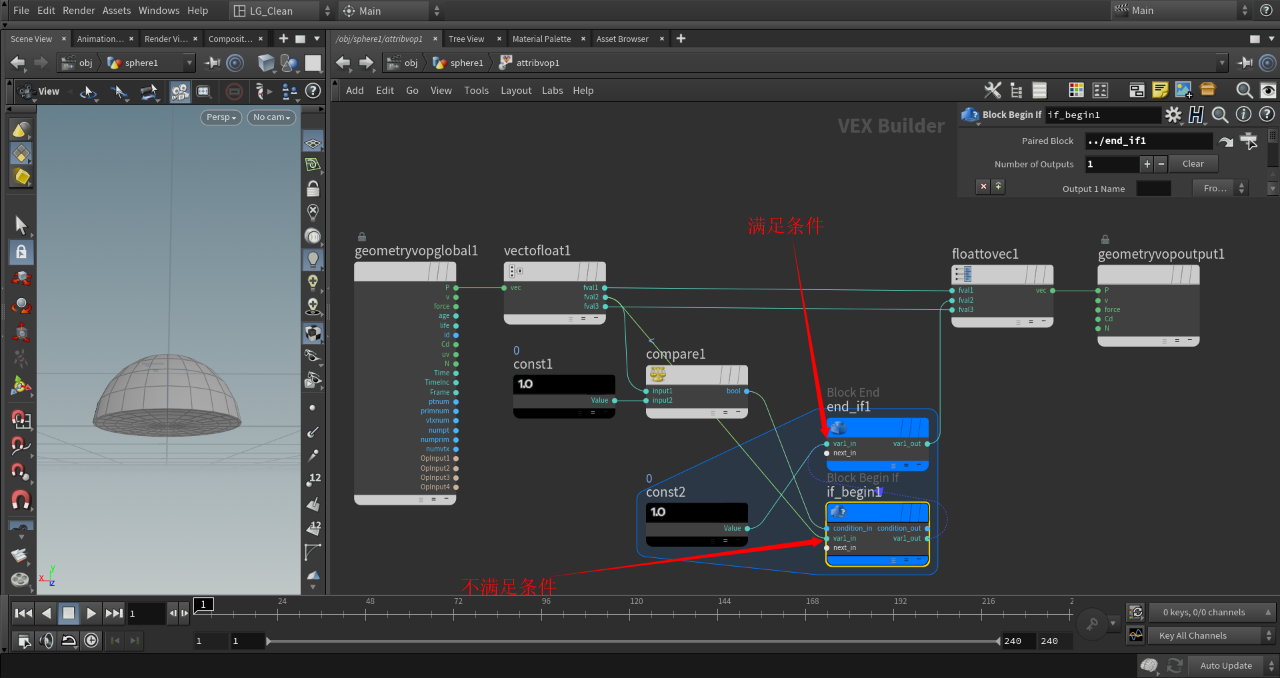 File Edit Render Assets Windows Help LG_Clean Main Main
Scene View Animation... Render Vi... Composit... /obj/sphere1/attribvop1 Tree View Material Palette Asset Browser
obj sphere1 obj sphere1 attribvop1
View Add Edit Go View Tools Layout Labs Help
Persp No cam
VEX Builder
Block Begin If if_begin1
Paired Block ../end_if1
Number of Outputs 1 + − Clear
Output 1 Name Fro...
满足条件
geometryvopglobal1
P
v
force
age
life
id
Cd
uv
N
Time
TimeInc
Frame
ptnum
primnum
vtxnum
numpt
numprim
numvtx
OpInput1
OpInput2
OpInput3
OpInput4
vectofloat1
vec fval1
fval2
fval3
0
const1
1.0
Value
<
compare1
input1 bool
input2
0
const2
1.0
Value
Block End
end_if1
var1_in var1_out
next_in
Block Begin If
if_begin1
condition_in condition_out
var1_in var1_out
next_in
floattovec1
fval1 vec
fval2
fval3
geometryvopoutput1
P
v
force
Cd
N
不满足条件
12
12
y
x
z
1 1 24 48 72 96 120 144 168 192 216 2
0 keys, 0/0 channels
1 1 240 240 Key All Channels
Auto Update